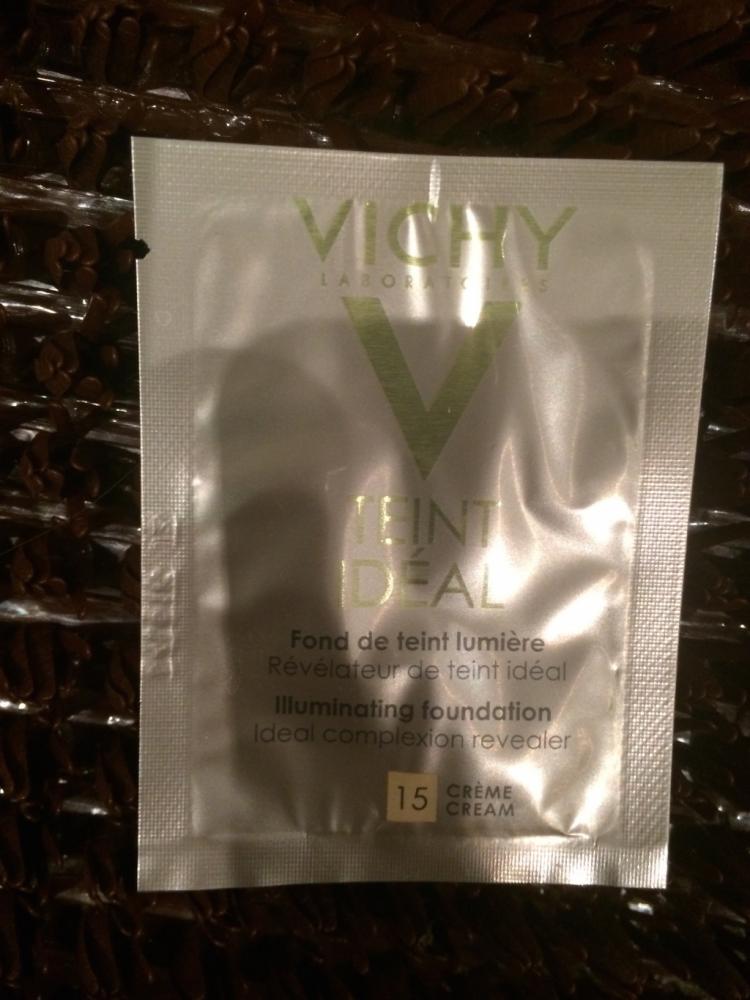 VICHY
LABORATOIRES
V
TEINT
IDÉAL
Fond de teint lumière
Révélateur de teint idéal
Illuminating foundation
Ideal complexion revealer
15 CRÈME
CREAM